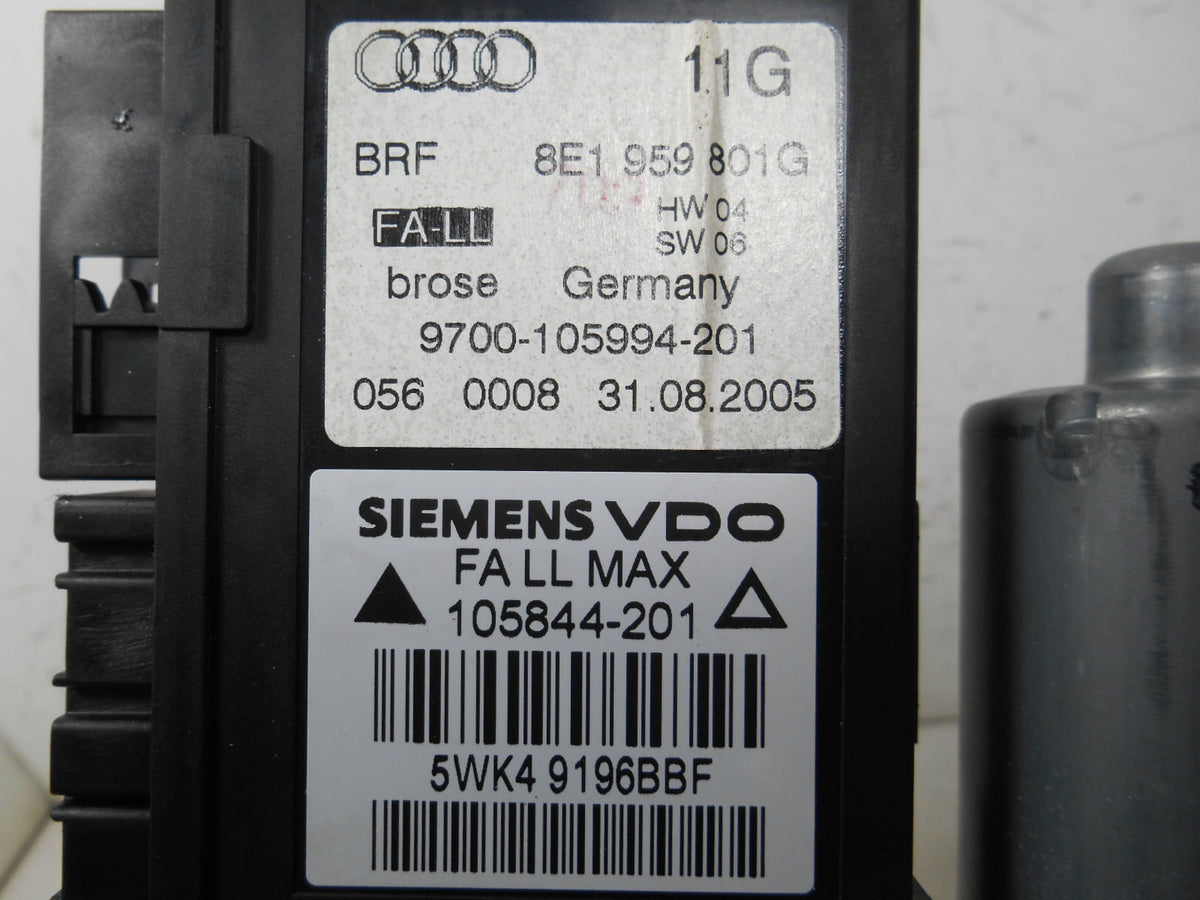 11G
BRF 8E1 959 801G
FA-LL HW 04
SW 06
brose Germany
9700-105994-201
056 0008 31.08.2005
SIEMENS VDO
FA LL MAX
105844-201
5WK4 9196BBF